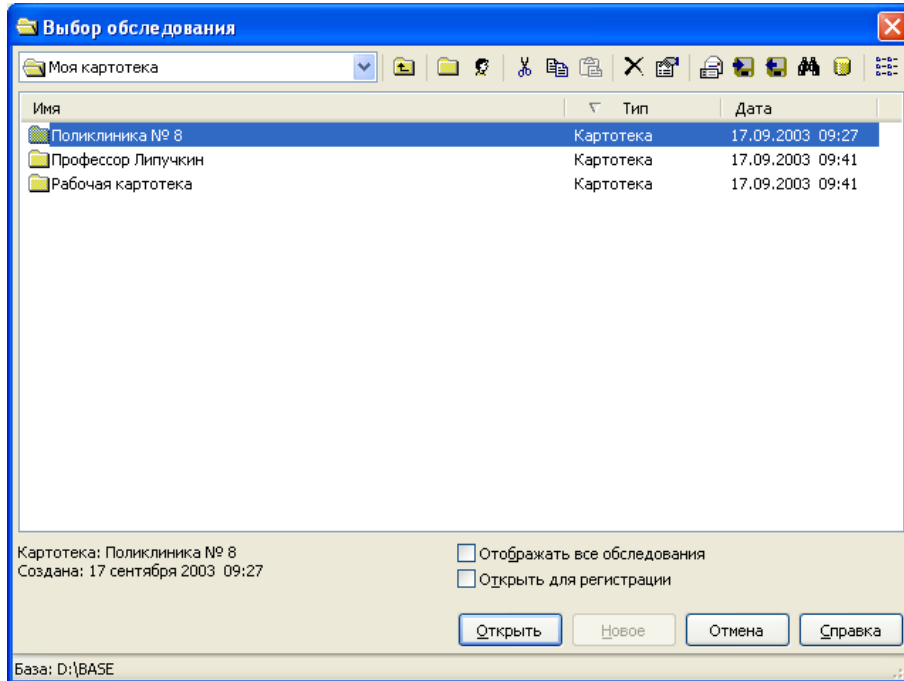 Выбор обследования
Моя картотека
Имя Тип Дата
Поликлиника № 8 Картотека 17.09.2003 09:27
Профессор Липучкин Картотека 17.09.2003 09:41
Рабочая картотека Картотека 17.09.2003 09:41
Картотека: Поликлиника № 8
Создана: 17 сентября 2003 09:27
Отображать все обследования
Открыть для регистрации
Открыть Новое Отмена Справка
База: D:\BASE